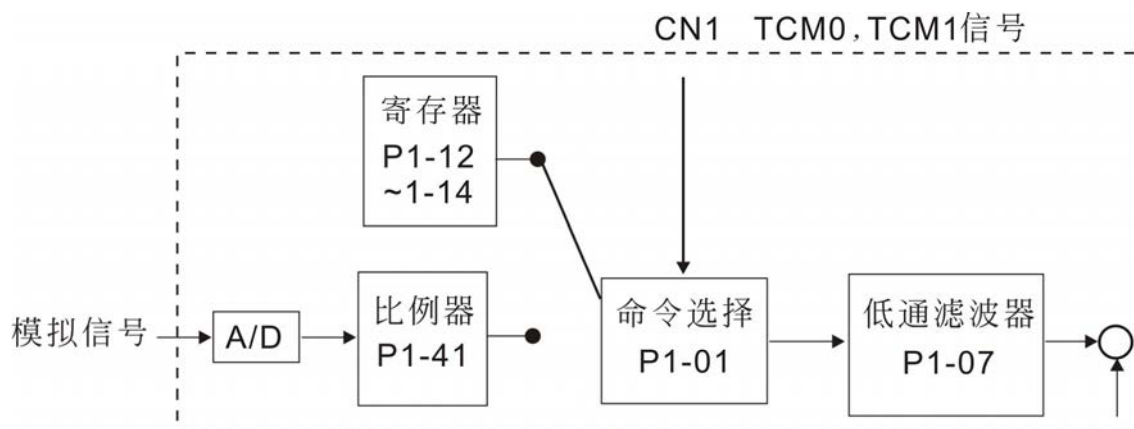 CN1 TCM0,TCM1信号
寄存器
P1-12
~1-14
模拟信号
A/D
比例器
P1-41
命令选择
P1-01
低通滤波器
P1-07